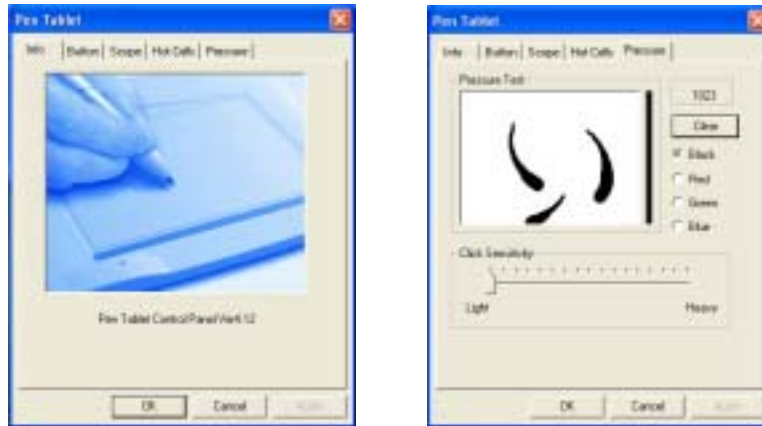 Pen Tablet
Info Button Scope Hot Cells Pressure
Pen Tablet Control Panel Ver4.12
OK Cancel Apply
Pen Tablet
Info Button Scope Hot Cells Pressure
Pressure Test
1023
Clear
Black
Red
Green
Blue
Click Sensitivity
Light Heavy
OK Cancel Apply